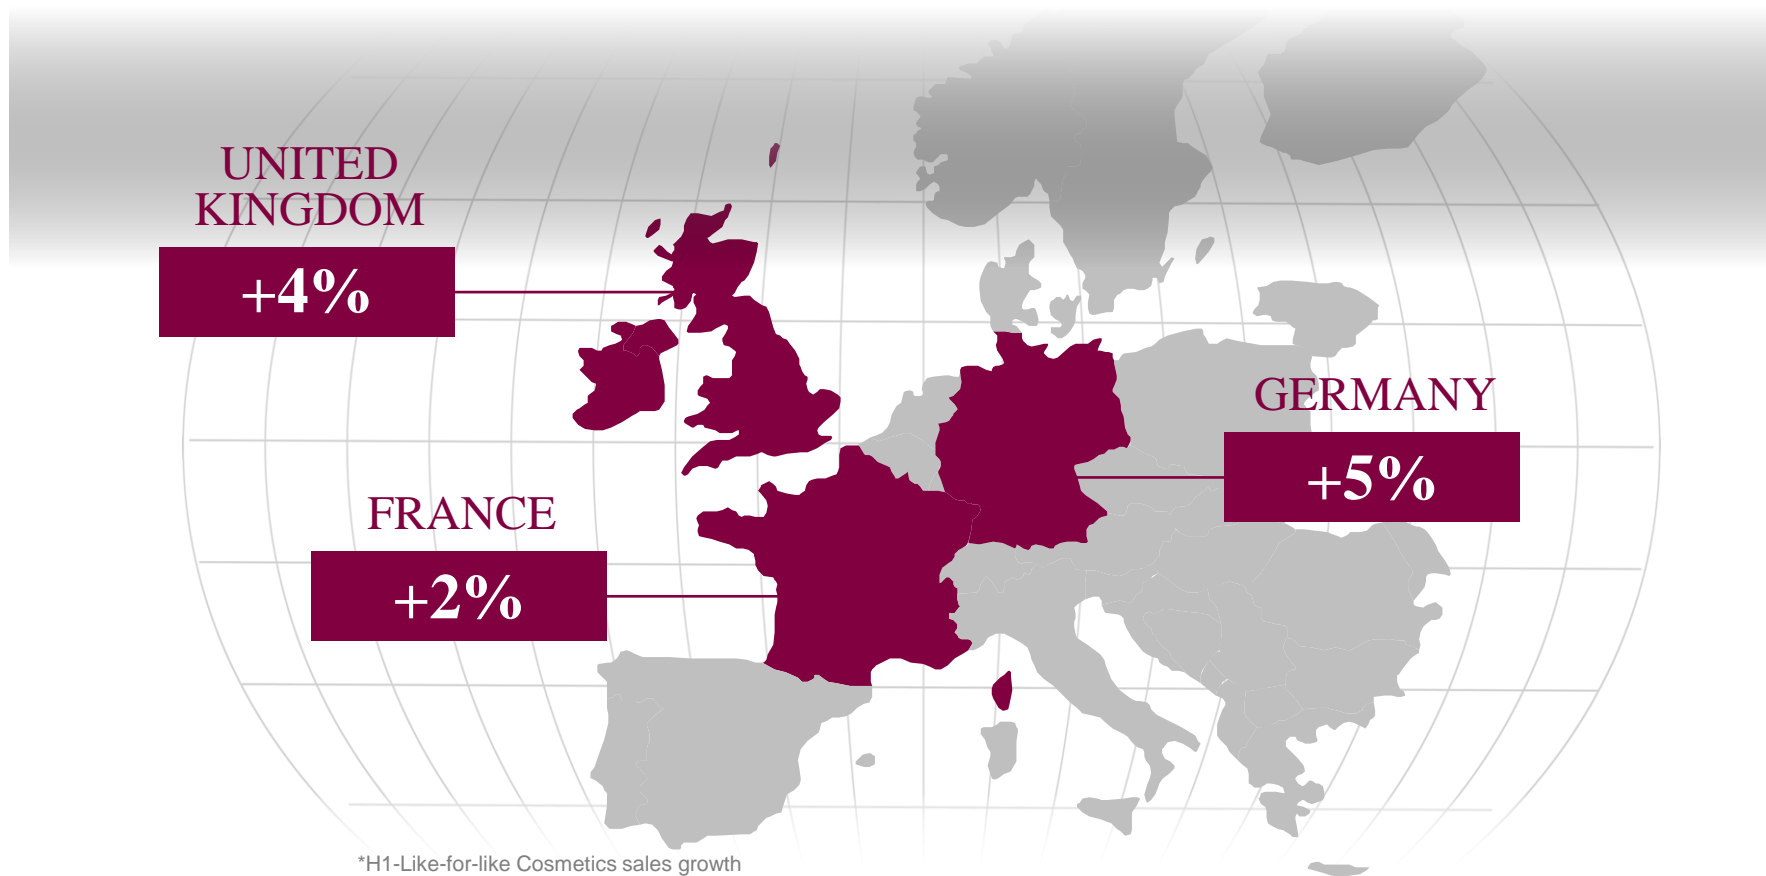 UNITED
KINGDOM
+4%
GERMANY
+5%
FRANCE
+2%
*H1-Like-for-like Cosmetics sales growth